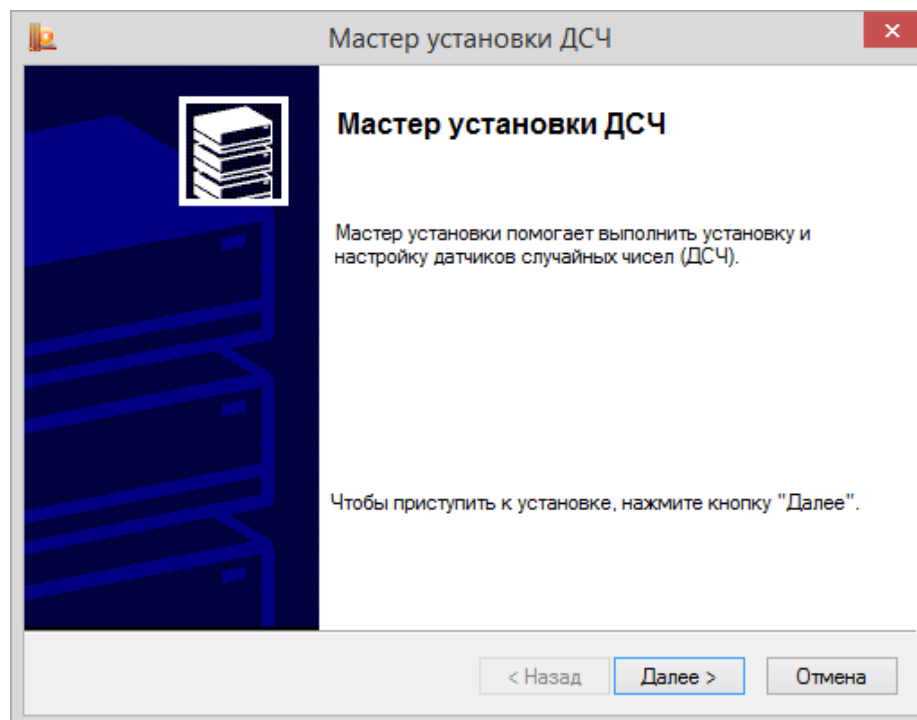 Мастер установки ДСЧ
Мастер установки ДСЧ
Мастер установки помогает выполнить установку и
настройку датчиков случайных чисел (ДСЧ).
Чтобы приступить к установке, нажмите кнопку "Далее".
< Назад
Далее >
Отмена